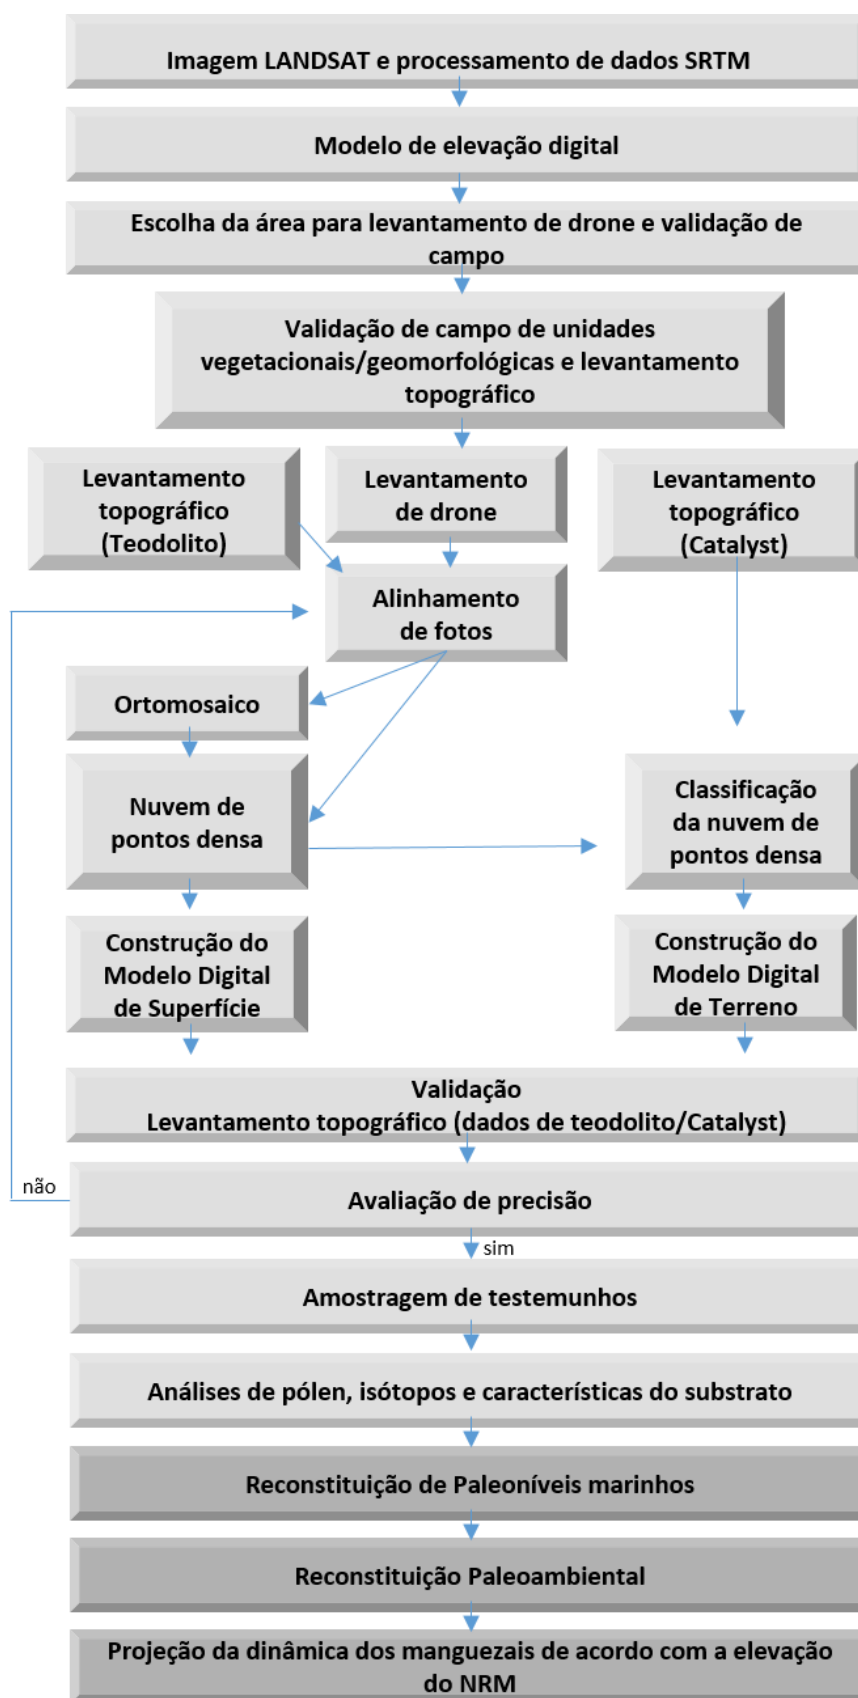 Imagem LANDSAT e processamento de dados SRTM
Modelo de elevação digital
Escolha da área para levantamento de drone e validação de
campo
Validação de campo de unidades
vegetacionais/geomorfológicas e levantamento
topográfico
Levantamento
topográfico
(Teodolito)
Levantamento
de drone
Levantamento
topográfico
(Catalyst)
Alinhamento
de fotos
Ortomosaico
Nuvem de
pontos densa
Classificação
da nuvem de
pontos densa
Construção do
Modelo Digital
de Superfície
Construção do
Modelo Digital
de Terreno
Validação
Levantamento topográfico (dados de teodolito/Catalyst)
não
Avaliação de precisão
sim
Amostragem de testemunhos
Análises de pólen, isótopos e características do substrato
Reconstituição de Paleoníveis marinhos
Reconstituição Paleoambiental
Projeção da dinâmica dos manguezais de acordo com a elevação
do NRM